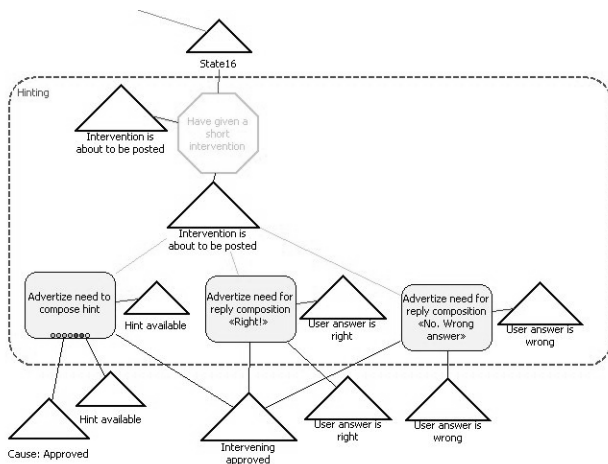 State16
Hinting
Have given a
short
intervention
Intervention is
about to be posted
Intervention is
about to be posted
Advertize need to
compose hint
Hint available
Advertize need for
reply composition
«Right!»
User answer is
right
Advertize need for
reply composition
«No. Wrong
answer»
User answer is
wrong
Cause: Approved
Hint available
Intervening
approved
User answer is
right
User answer is
wrong